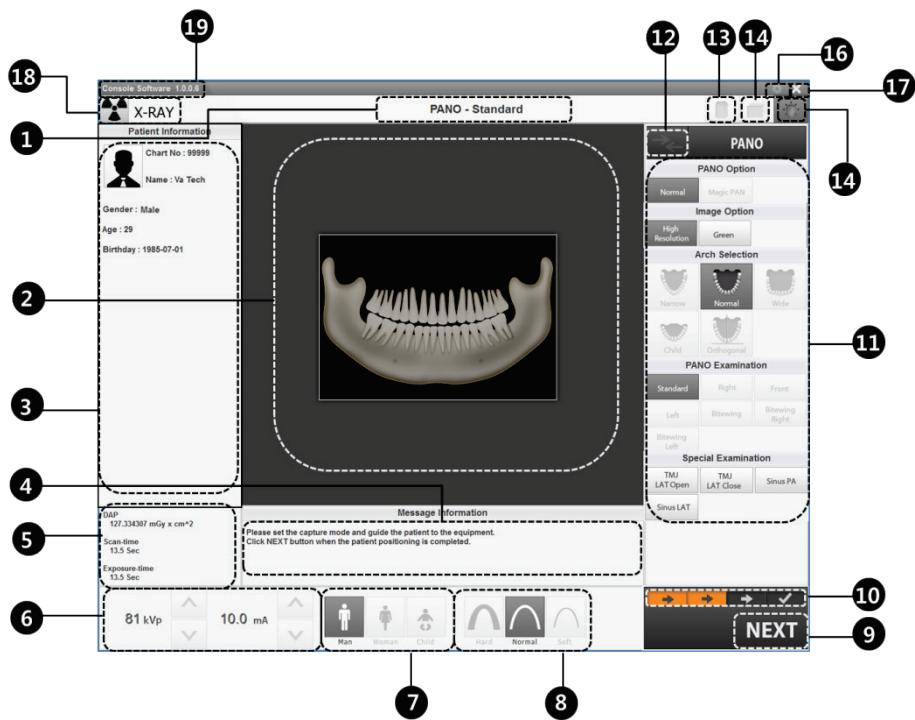 19
12
13
14
16
18
17
Console Software 1.0.0.6
X-RAY
PANO - Standard
1
Patient Information
PANO
14
Chart No : 99999
Name : Va Tech
Gender : Male
Age : 29
Birthday : 1985-07-01
PANO Option
Normal
Magic PAN
Image Option
High Resolution
Green
Arch Selection
Narrow
Normal
Wide
Child
Orthogonal
2
11
PANO Examination
Standard
Right
Front
Left
Bitewing
Bitewing Right
Bitewing Left
3
Special Examination
TMJ LAT Open
TMJ LAT Close
Sinus PA
Sinus LAT
4
Message Information
Please set the capture mode and guide the patient to the equipment.
Click NEXT button when the patient positioning is completed.
5
DAP
127.334307 mGy x cm^2
Scan-time
13.5 Sec
Exposure-time
13.5 Sec
6
81 kVp
10.0 mA
Man
Woman
Child
Hard
Normal
Soft
10
NEXT
9
7
8